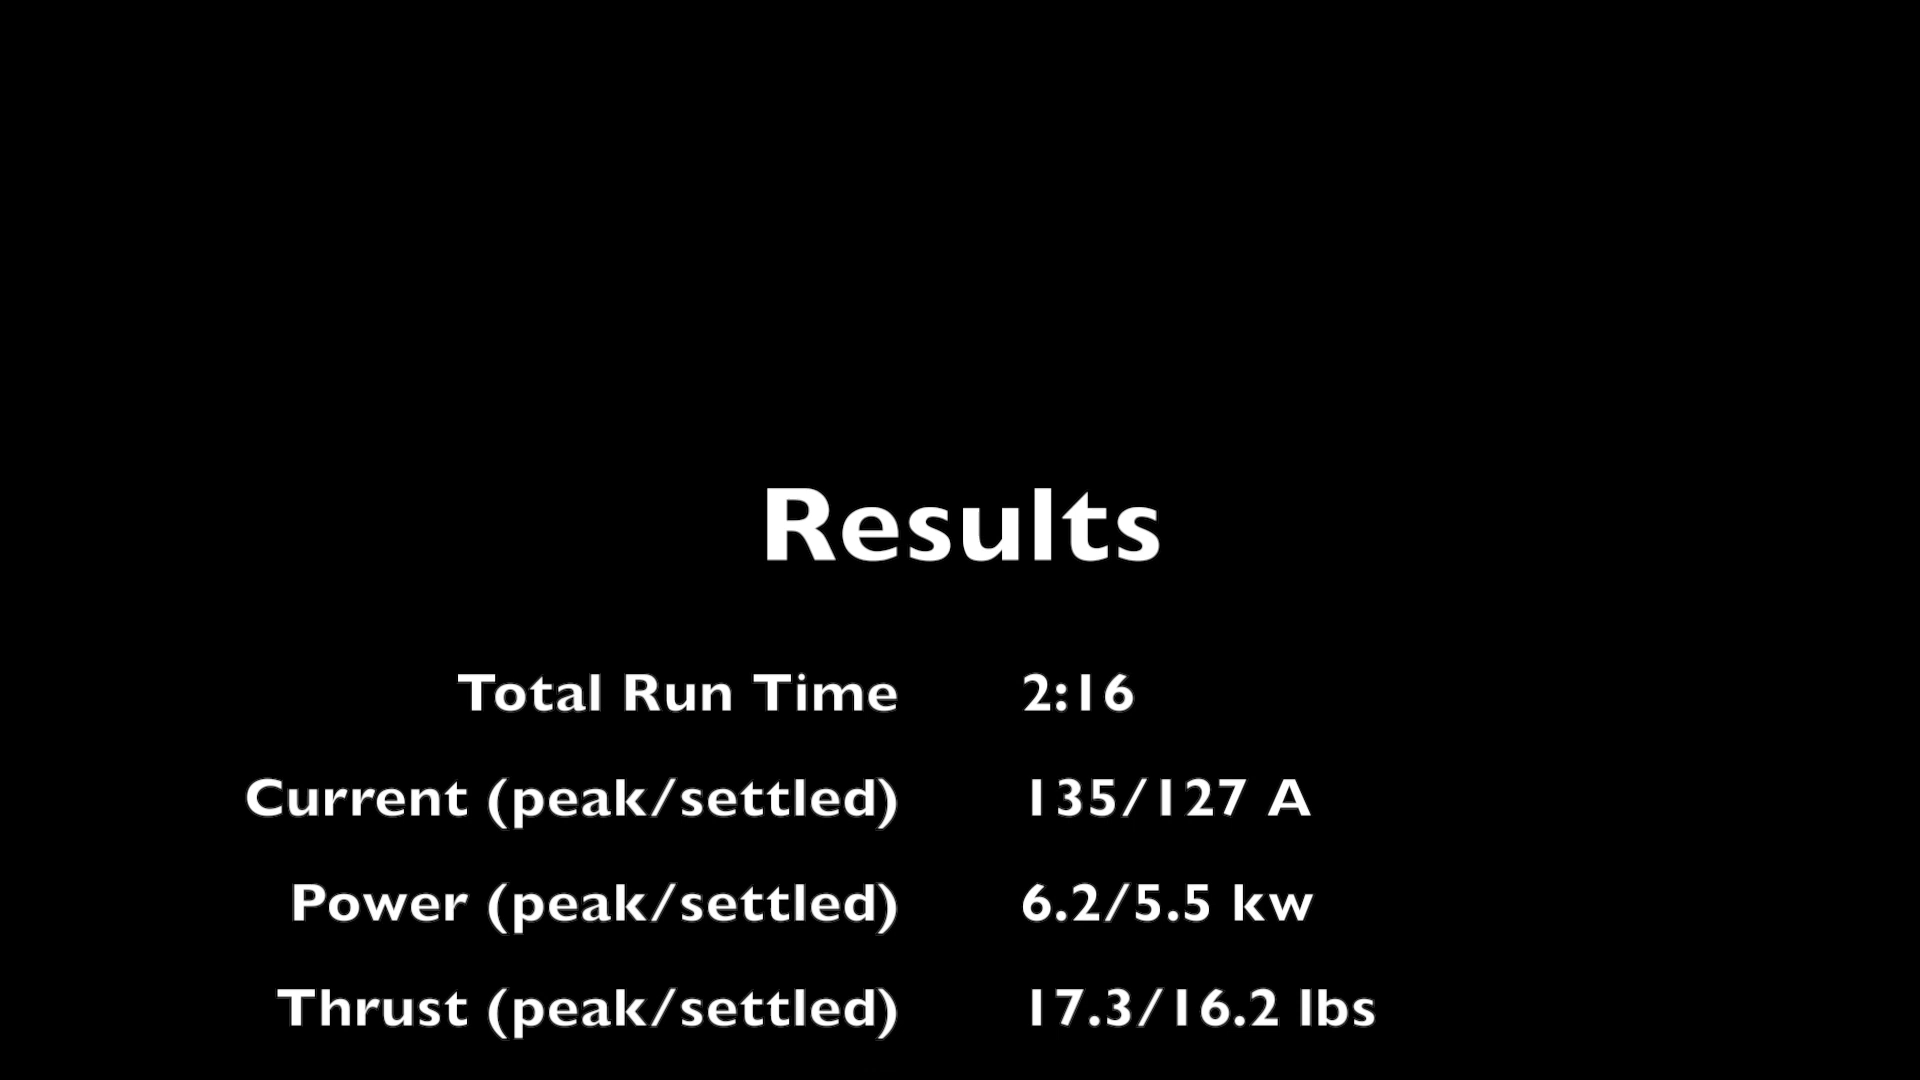 Results
Total Run Time 2:16
Current (peak/settled) 135/127 A
Power (peak/settled) 6.2/5.5 kw
Thrust (peak/settled) 17.3/16.2 lbs